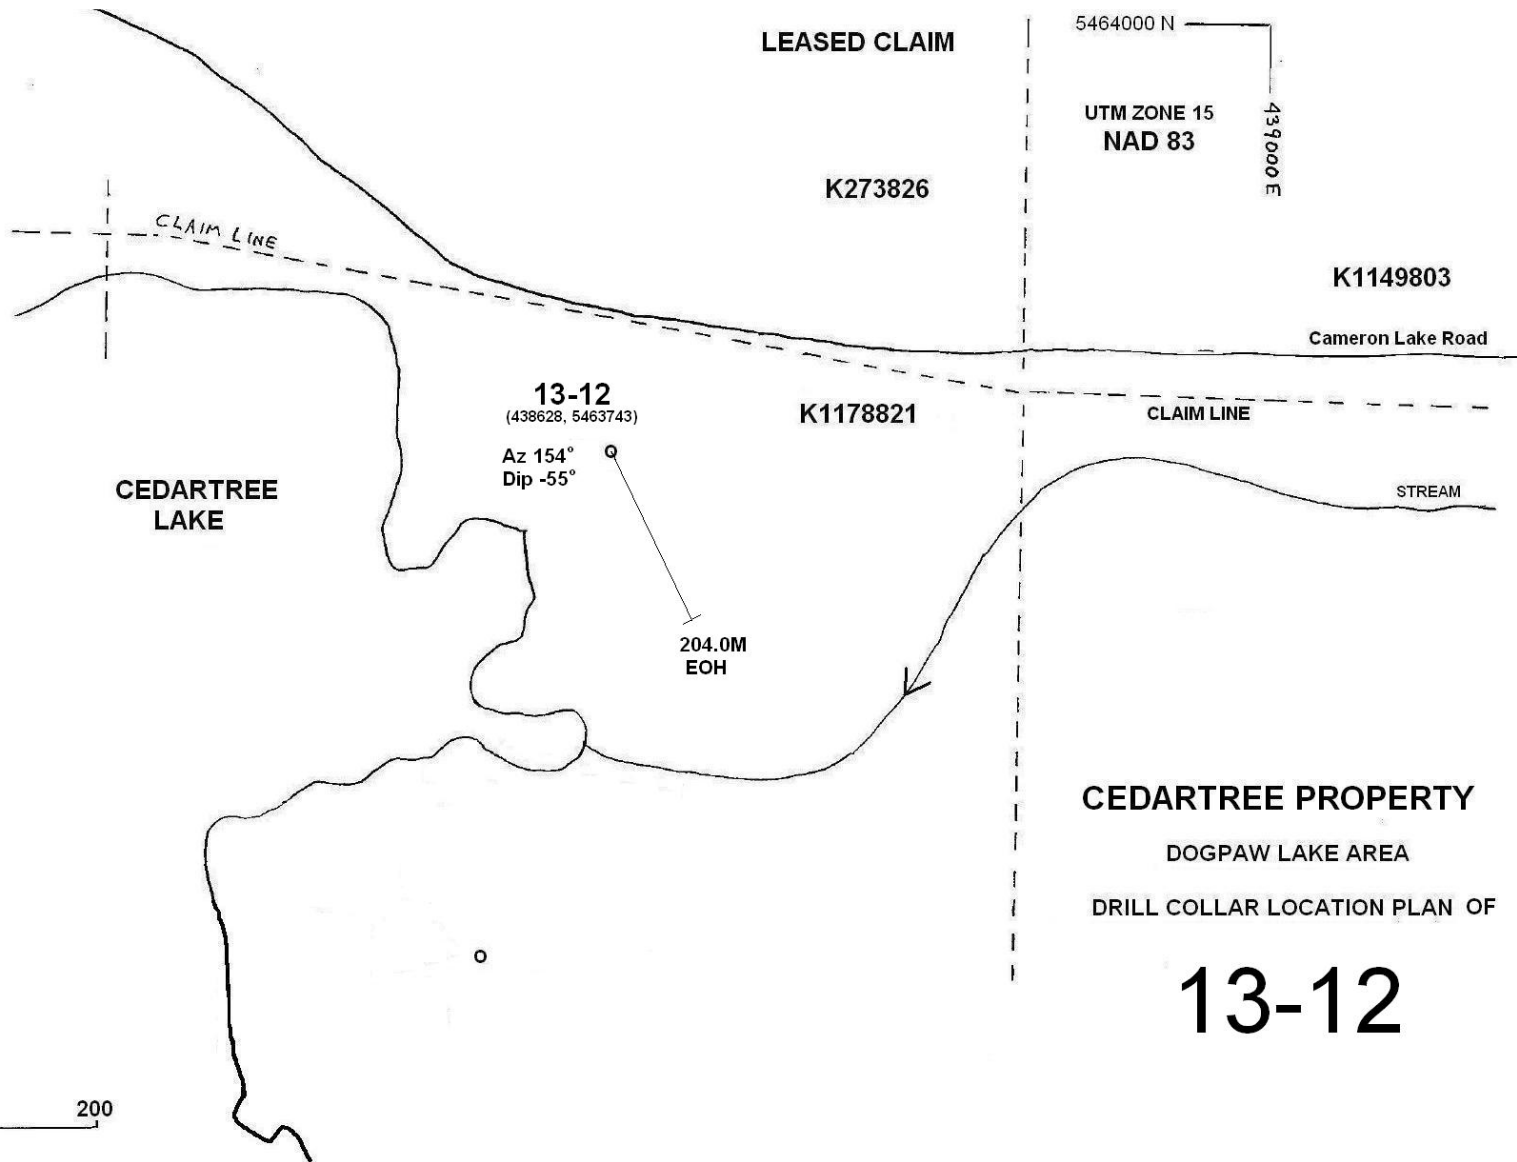 LEASED CLAIM
5464000 N
439000 E
UTM ZONE 15
NAD 83
K273826
CLAIM LINE
K1149803
Cameron Lake Road
13-12
(438628, 5463743)
K1178821
CLAIM LINE
Az 154°
Dip -55°
CEDARTREE
LAKE
STREAM
204.0M
EOH
CEDARTREE PROPERTY
DOGPAW LAKE AREA
DRILL COLLAR LOCATION PLAN OF
13-12
200